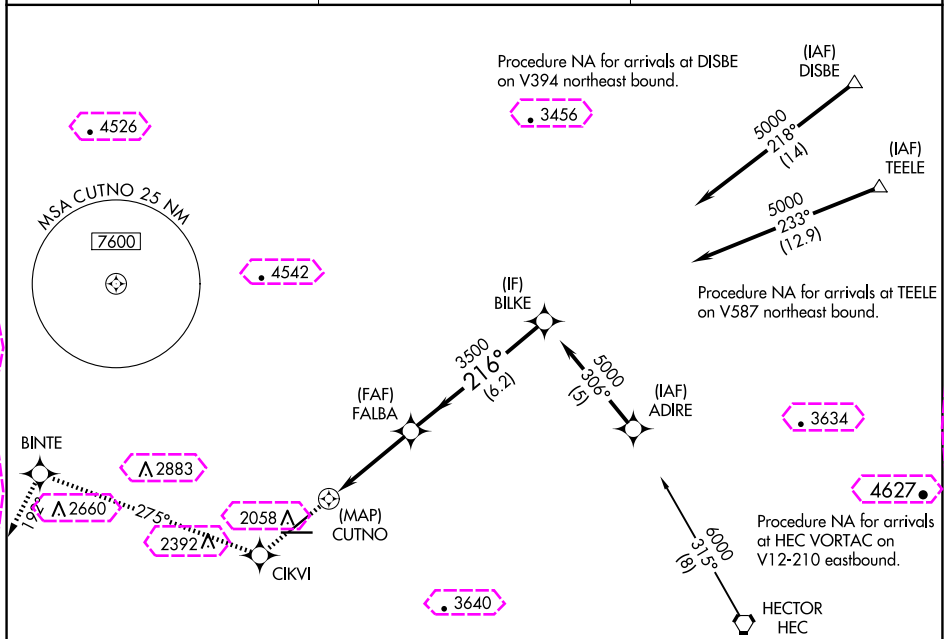 Procedure NA for arrivals at DISBE
on V394 northeast bound.
(IAF)
DISBE
5000
218°
(14)
4526
3456
(IAF)
TEELE
5000
233°
(12.9)
MSA CUTNO 25 NM
7600
4542
Procedure NA for arrivals at TEELE
on V587 northeast bound.
(IF)
BILKE
3500
216°
(6.2)
5000
306°
(5)
(FAF)
FALBA
(IAF)
ADIRE
3634
BINTE
2883
4627
192°
2660
275°
2392
2058
(MAP)
CUTNO
CIKVI
Procedure NA for arrivals
at HEC VORTAC on
V12-210 eastbound.
6000
315°
(8)
3640
HECTOR
HEC